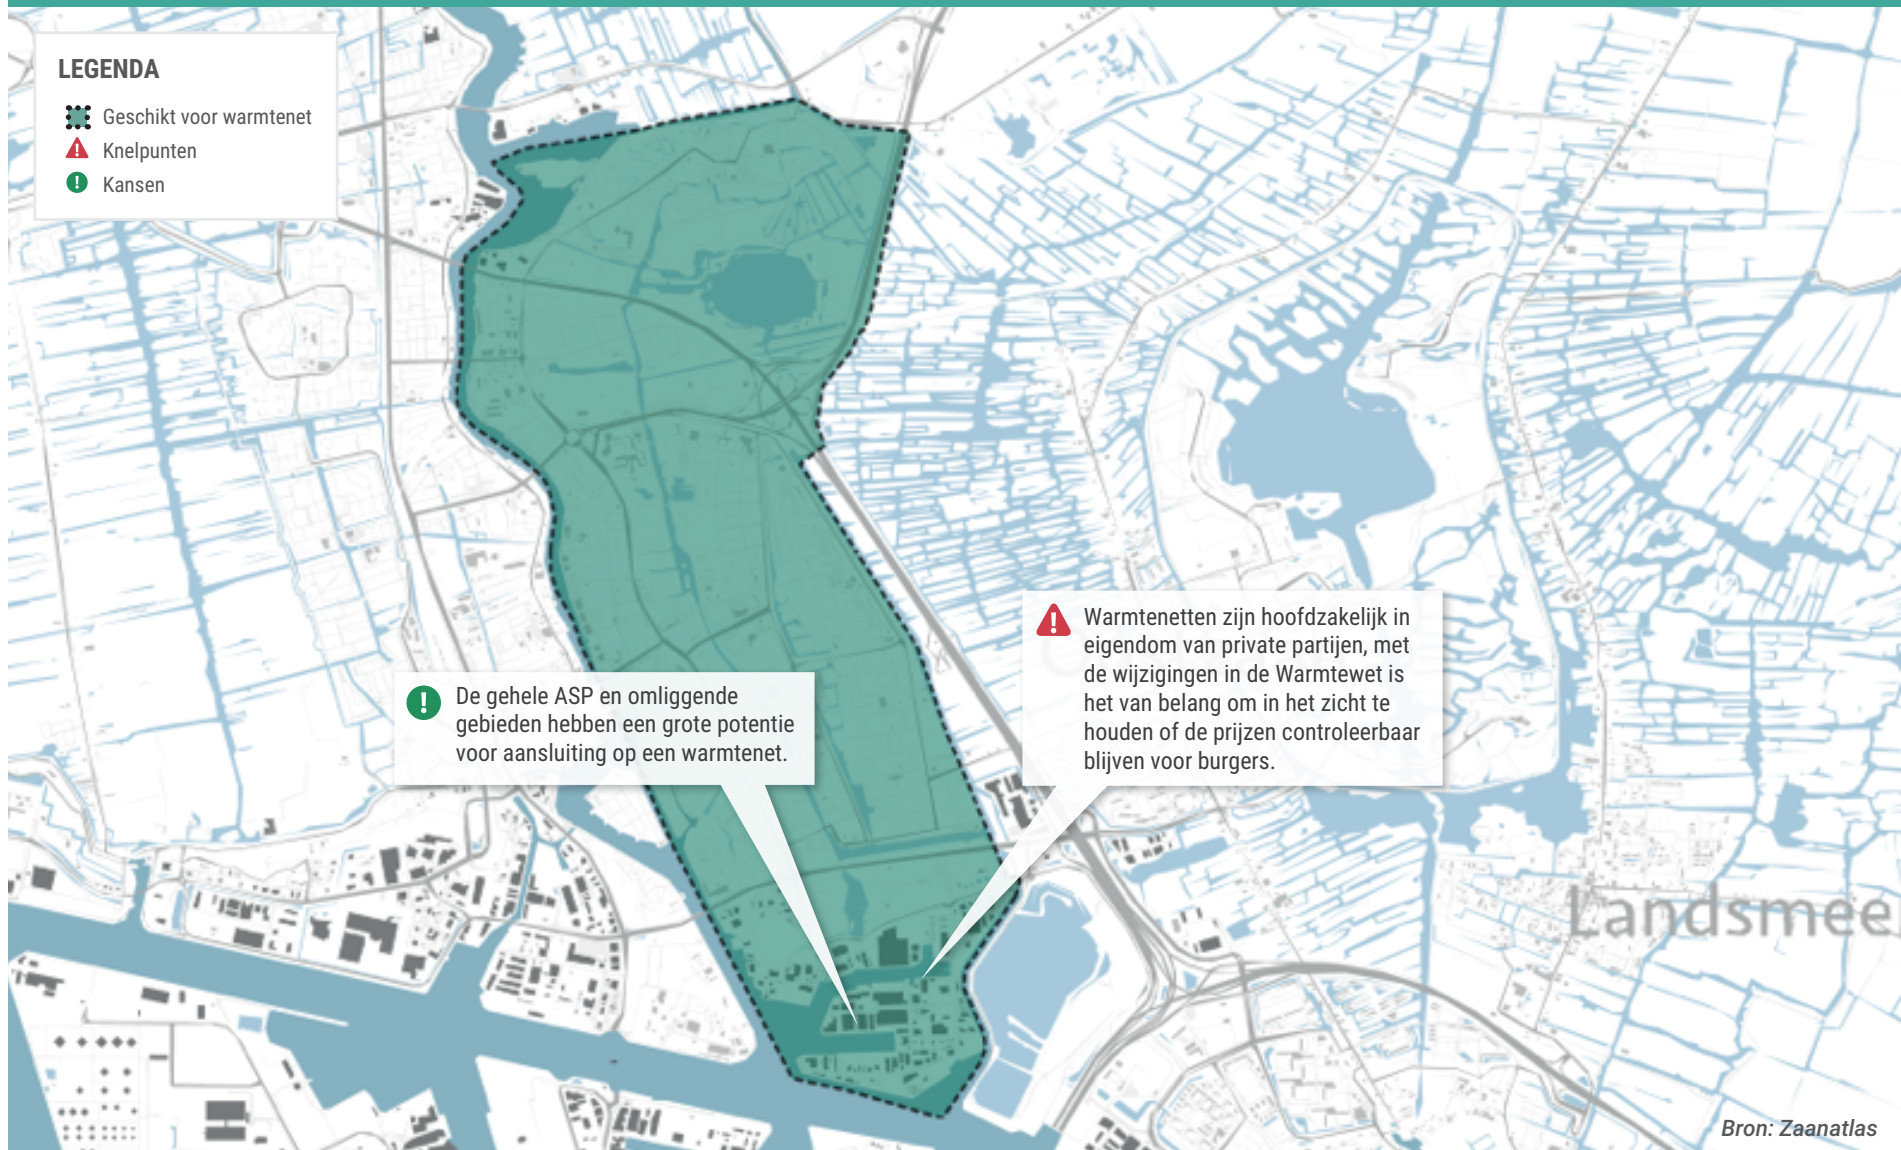 LEGENDA
Geschikt voor warmtenet
Knelpunten
Kansen
De gehele ASP en omliggende
gebieden hebben een grote potentie
voor aansluiting op een warmtenet.
Warmtenetten zijn hoofdzakelijk in
eigendom van private partijen, met
de wijzigingen in de Warmtewet is
het van belang om in het zicht te
houden of de prijzen controleerbaar
blijven voor burgers.
Landsmee
Bron: Zaanatlas